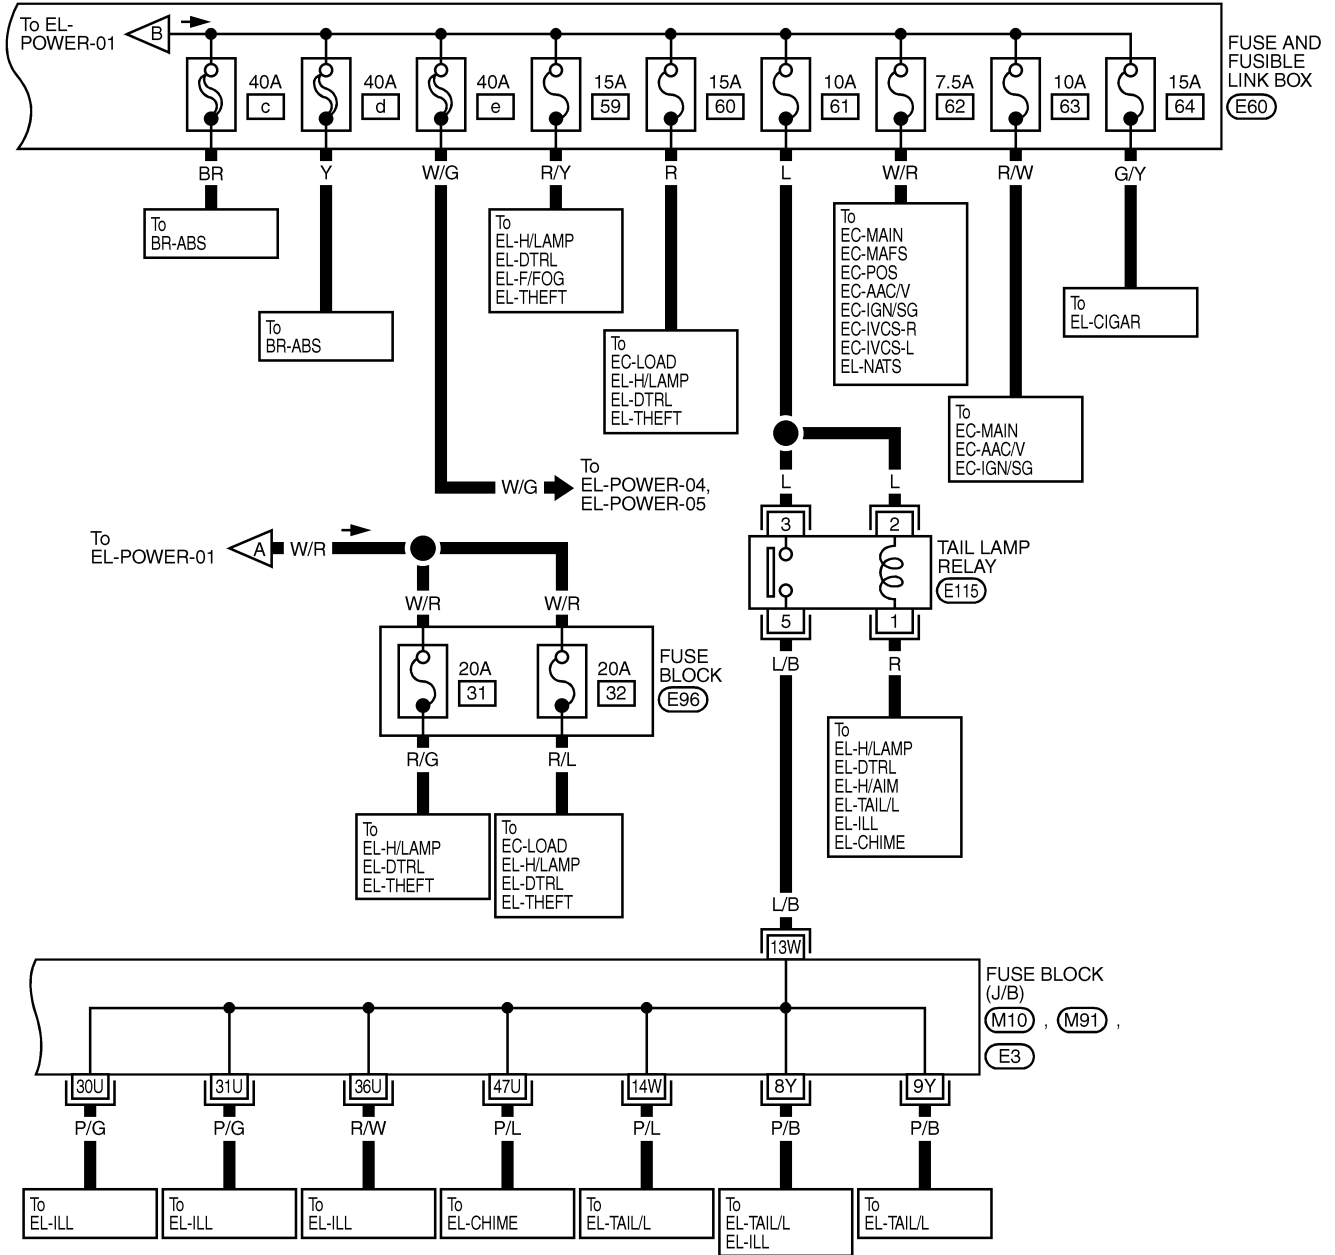 To EL-
POWER-01
B
40A
c
40A
d
40A
e
15A
59
15A
60
10A
61
7.5A
62
10A
63
15A
64
FUSE AND
FUSIBLE
LINK BOX
E60
BR
Y
W/G
R/Y
R
L
W/R
R/W
G/Y
To
BR-ABS
To
BR-ABS
To
EL-H/LAMP
EL-DTRL
EL-F/FOG
EL-THEFT
To
EC-LOAD
EL-H/LAMP
EL-DTRL
EL-THEFT
To
EC-MAIN
EC-MAFS
EC-POS
EC-AAC/V
EC-IGN/SG
EC-IVCS-R
EC-IVCS-L
EL-NATS
To
EC-MAIN
EC-AAC/V
EC-IGN/SG
To
EL-CIGAR
W/G
To
EL-POWER-04,
EL-POWER-05
L
L
3
2
TAIL LAMP
RELAY
E115
5
1
L/B
R
To
EL-H/LAMP
EL-DTRL
EL-H/AIM
EL-TAIL/L
EL-ILL
EL-CHIME
To
EL-POWER-01
A
W/R
W/R
W/R
20A
31
20A
32
FUSE
BLOCK
E96
R/G
R/L
To
EL-H/LAMP
EL-DTRL
EL-THEFT
To
EC-LOAD
EL-H/LAMP
EL-DTRL
EL-THEFT
L/B
13W
FUSE BLOCK
(J/B)
M10 , M91 ,
E3
30U
31U
36U
47U
14W
8Y
9Y
P/G
P/G
R/W
P/L
P/L
P/B
P/B
To
EL-ILL
To
EL-ILL
To
EL-ILL
To
EL-CHIME
To
EL-TAIL/L
To
EL-TAIL/L
EL-ILL
To
EL-TAIL/L